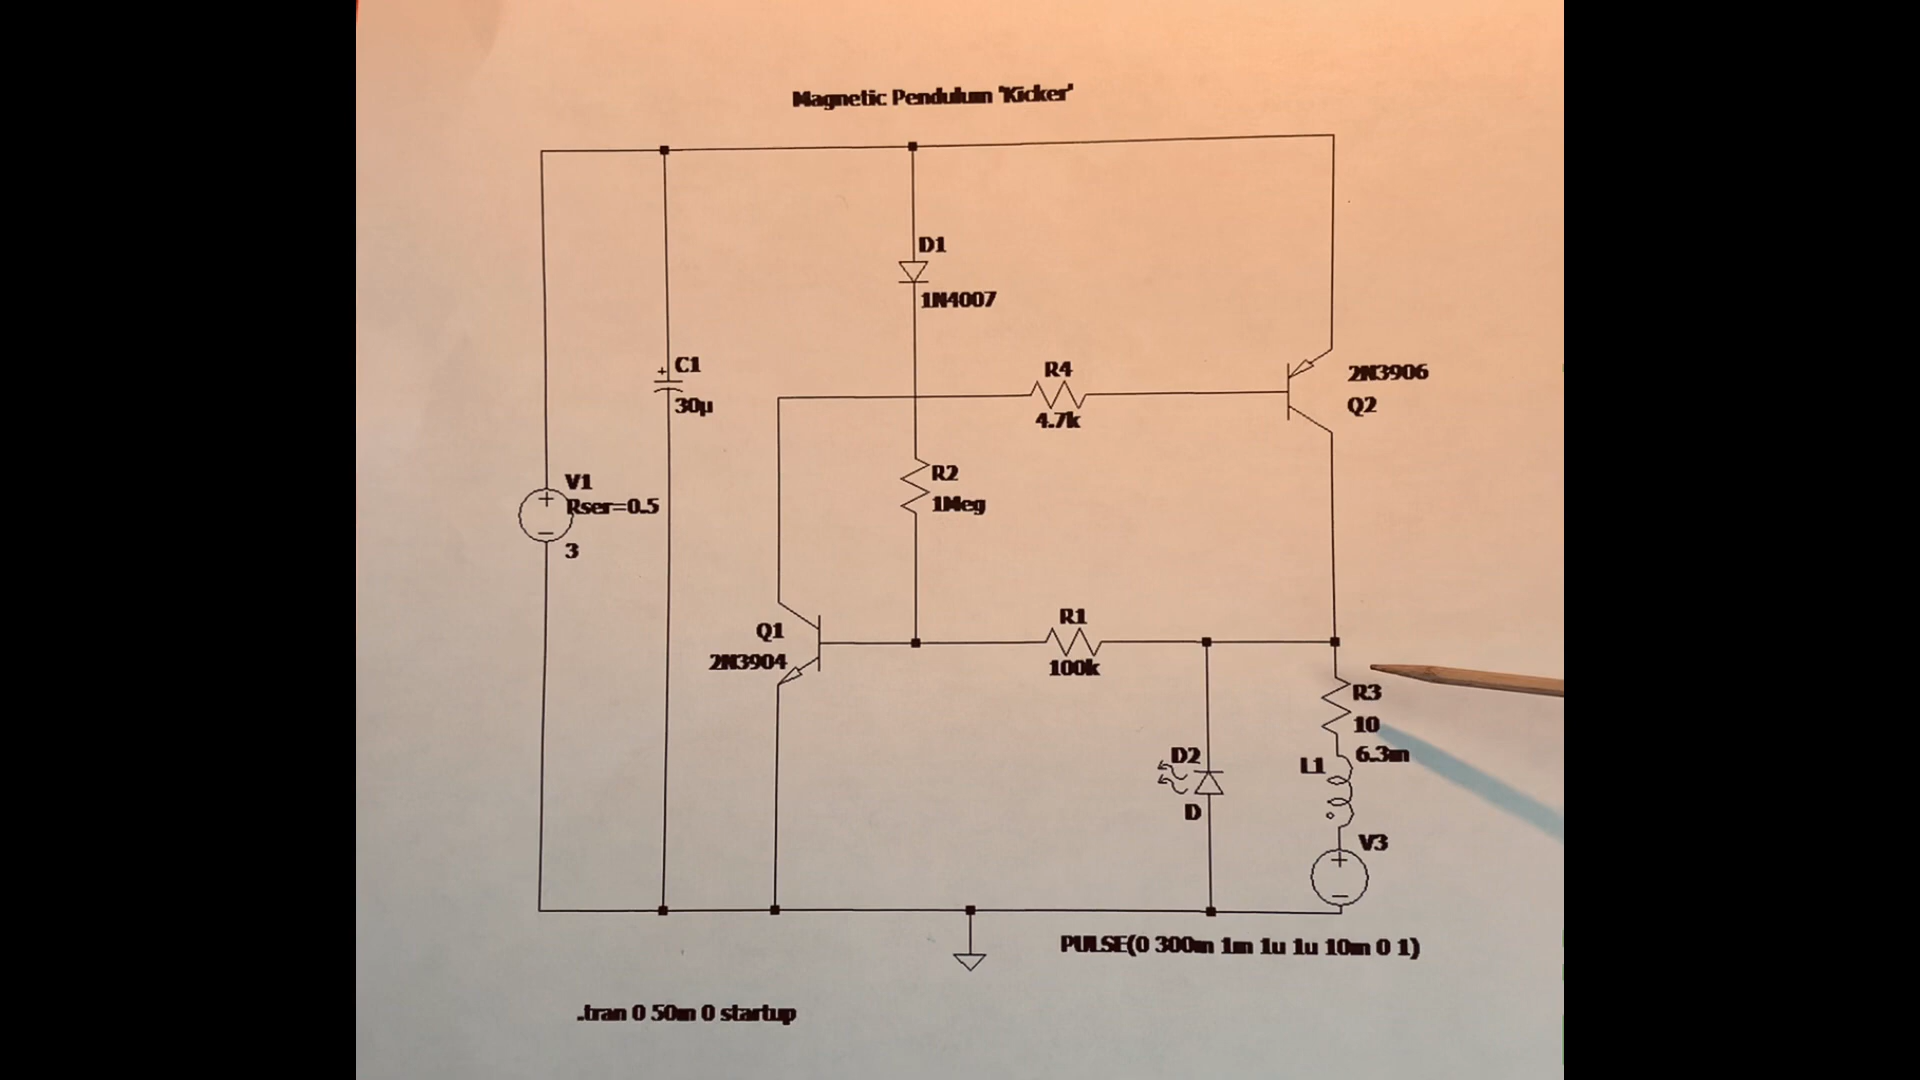 Magnetic Pendulum 'Kicker'
D1
1N4007
C1
30µ
R4
4.7k
2N3906
Q2
V1
Rser=0.5
3
R2
1Meg
Q1
2N3904
R1
100k
R3
10
6.3m
L1
D2
D
V3
PULSE(0 300m 1m 1u 1u 10m 0 1)
.tran 0 50m 0 startup